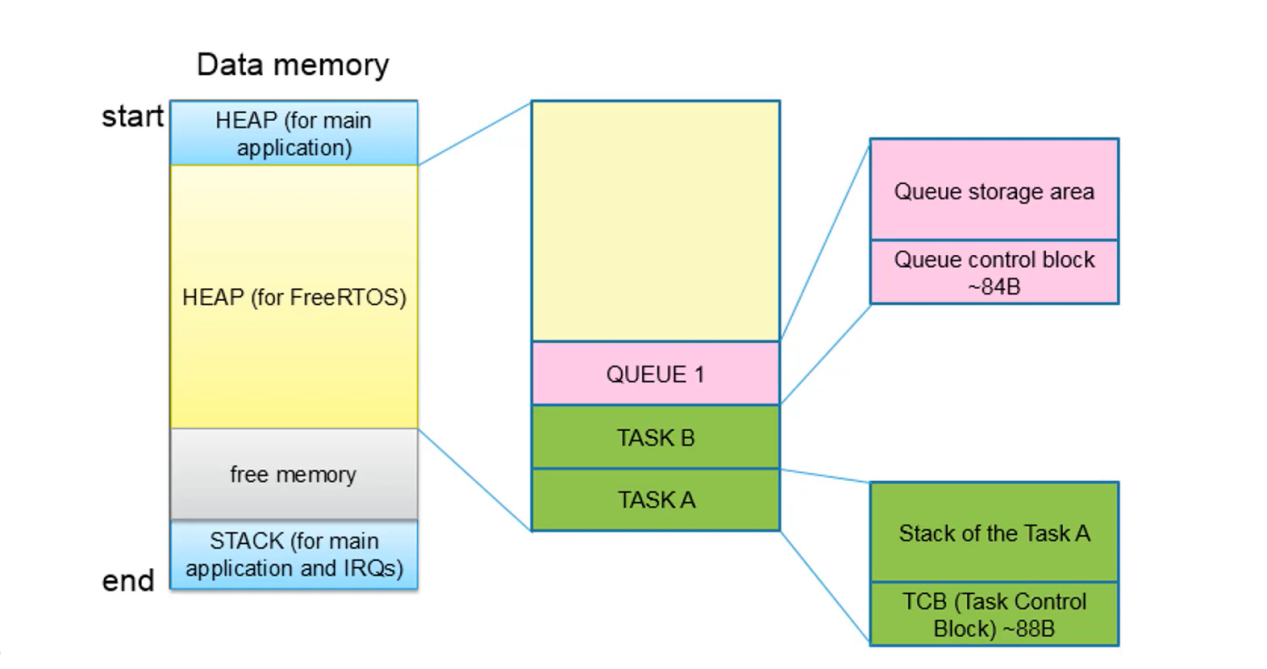 Data memory
start
HEAP (for main
application)
HEAP (for FreeRTOS)
free memory
STACK (for main
application and IRQs)
end
QUEUE 1
TASK B
TASK A
Queue storage area
Queue control block
~84B
Stack of the Task A
TCB (Task Control
Block) ~88B